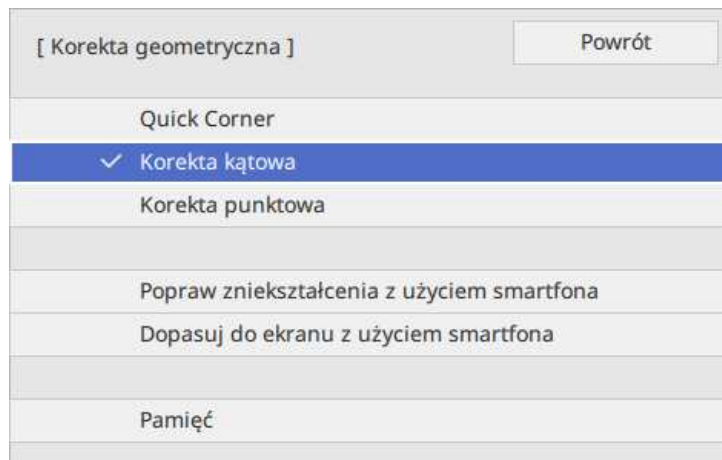 [ Korekta geometryczna ]
Powrót
Quick Corner
Korekta kątowa
Korekta punktowa
Popraw zniekształcenia z użyciem smartfona
Dopasuj do ekranu z użyciem smartfona
Pamięć